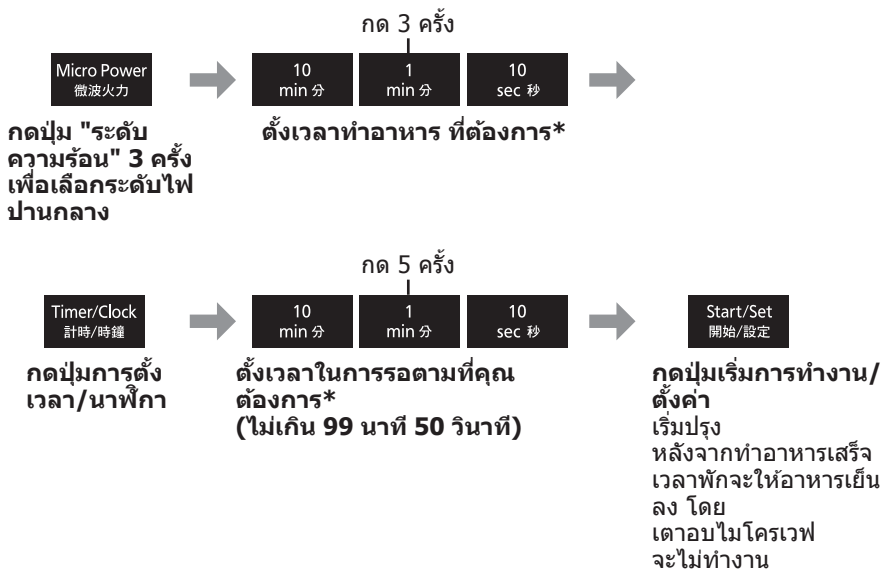 กด 3 ครั้ง
Micro Power
微波火力
10
min 分
1
min 分
10
sec 秒
กดปุ่ม "ระดับ
ความร้อน" 3 ครั้ง
เพื่อเลือกระดับไฟ
ปานกลาง
ตั้งเวลาทำอาหาร ที่ต้องการ*
กด 5 ครั้ง
Timer/Clock
計時/時鐘
10
min 分
1
min 分
10
sec 秒
Start/Set
開始/設定
กดปุ่มการตั้ง
เวลา/นาฬิกา
ตั้งเวลาในการรอตามที่คุณ
ต้องการ*
(ไม่เกิน 99 นาที 50 วินาที)
กดปุ่มเริ่มการทำงาน/
ตั้งค่า
เริ่มปรุง
หลังจากทำอาหารเสร็จ
เวลาพักจะให้อาหารเย็น
ลง โดย
เตาอบไมโครเวฟ
จะไม่ทำงาน